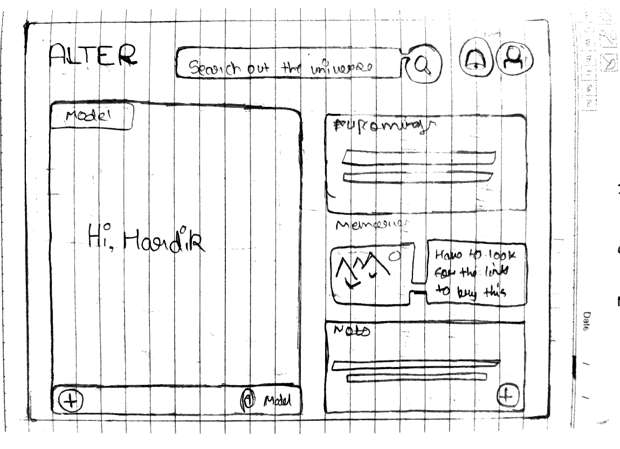 ALTER
Search out the universe
Model
Hi, Hardik
Model
#upcomings
Memories
Have to look
for the link
to buy this
Note
Date